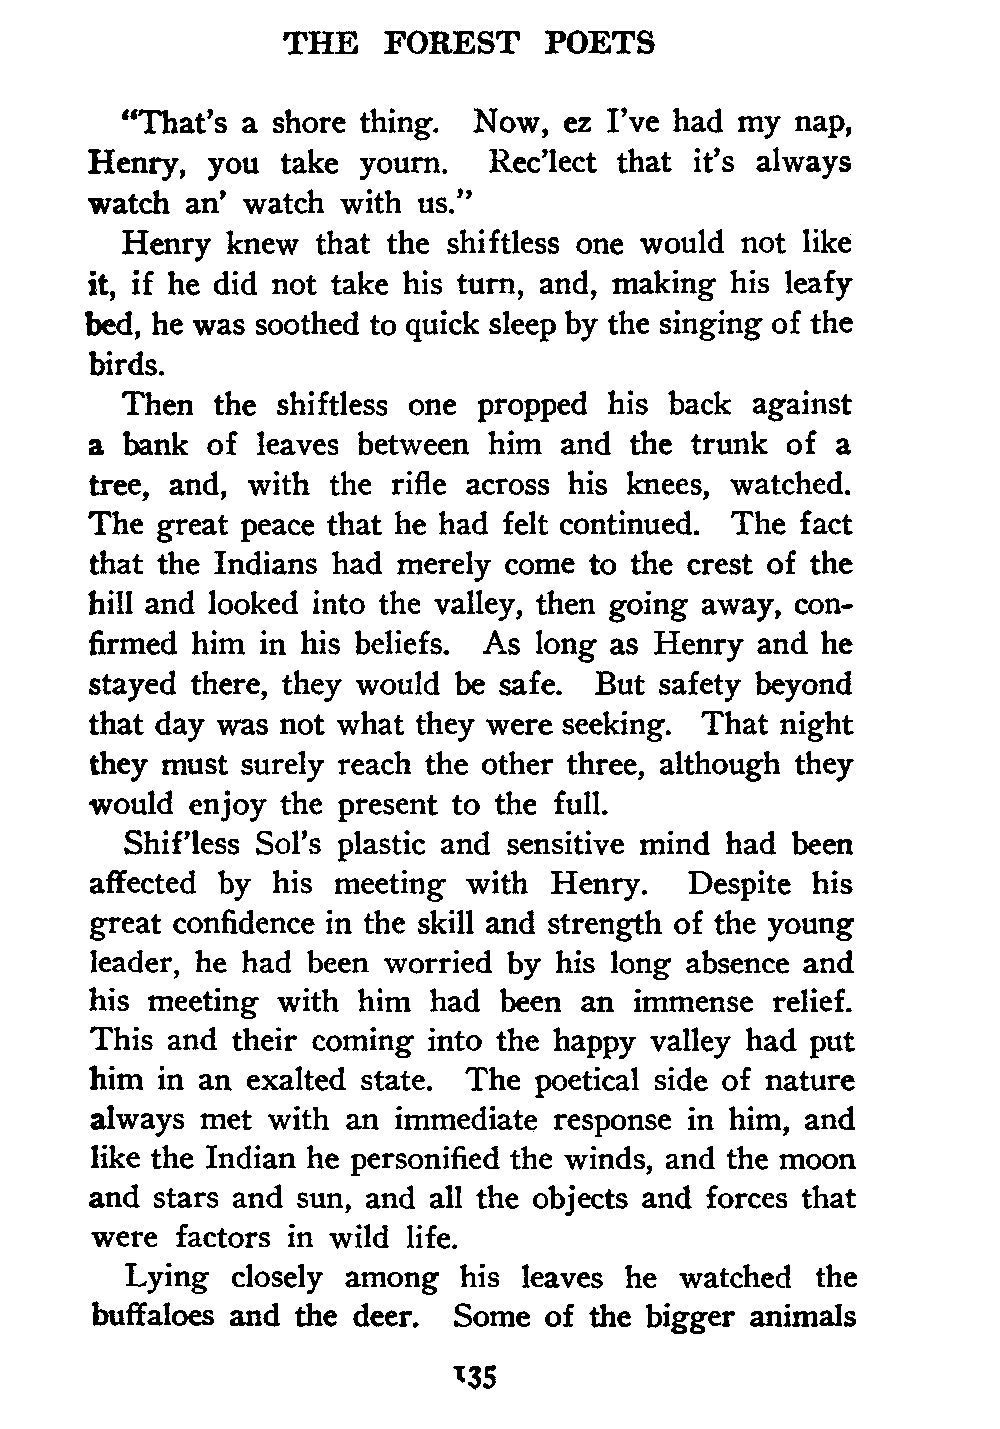 THE FOREST POETS
"That's a shore thing. Now, ez I've had my nap,
Henry, you take yourn. Rec'lect that it's always
watch an' watch with us."
Henry knew that the shiftless one would not like
it, if he did not take his turn, and, making his leafy
bed, he was soothed to quick sleep by the singing of the
birds.
Then the shiftless one propped his back against
a bank of leaves between him and the trunk of a
tree, and, with the rifle across his knees, watched.
The great peace that he had felt continued. The fact
that the Indians had merely come to the crest of the
hill and looked into the valley, then going away, con-
firmed him in his beliefs. As long as Henry and he
stayed there, they would be safe. But safety beyond
that day was not what they were seeking. That night
they must surely reach the other three, although they
would enjoy the present to the full.
Shif'less Sol's plastic and sensitive mind had been
affected by his meeting with Henry. Despite his
great confidence in the skill and strength of the young
leader, he had been worried by his long absence and
his meeting with him had been an immense relief.
This and their coming into the happy valley had put
him in an exalted state. The poetical side of nature
always met with an immediate response in him, and
like the Indian he personified the winds, and the moon
and stars and sun, and all the objects and forces that
were factors in wild life.
Lying closely among his leaves he watched the
buffaloes and the deer. Some of the bigger animals
135